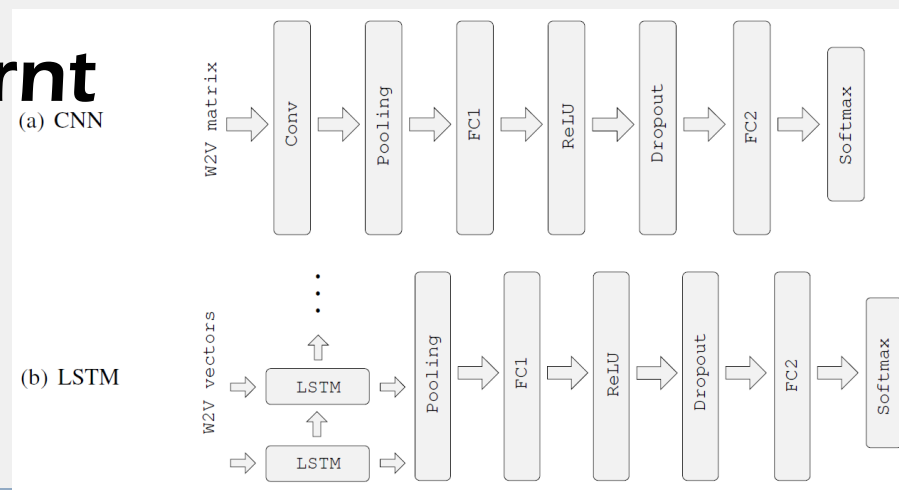 rnt
(a) CNN
W2V matrix
Conv
Pooling
FC1
ReLU
Dropout
FC2
Softmax
(b) LSTM
W2V vectors
LSTM
LSTM
Pooling
FC1
ReLU
Dropout
FC2
Softmax